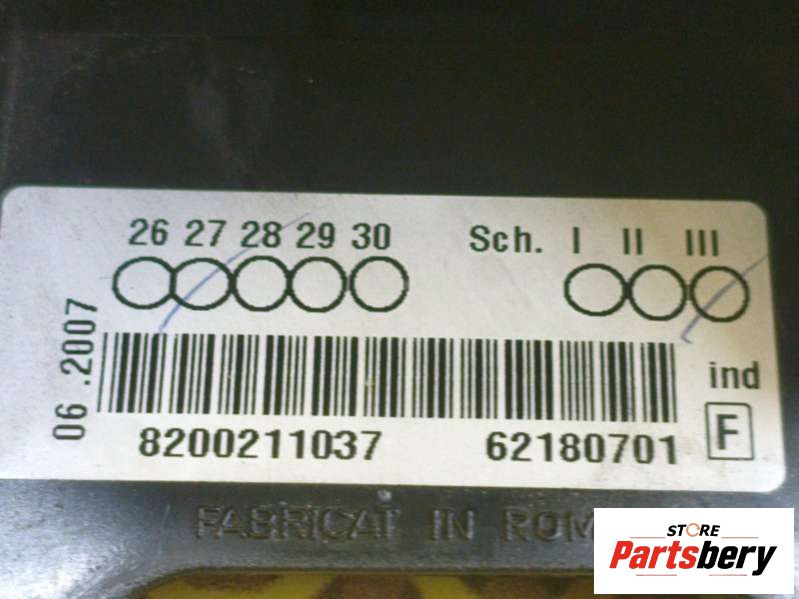 26 27 28 29 30 Sch. I II III
06.2007
ind
8200211037 62180701 F
FABRICAT IN ROM
STORE
Partsbery